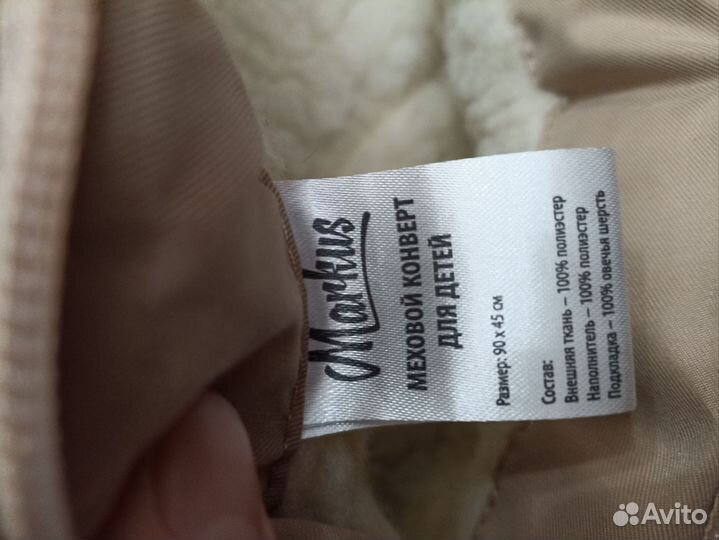 Markus
МЕХОВОЙ КОНВЕРТ
ДЛЯ ДЕТЕЙ
Размер: 90 х 45 см
Состав:
Внешняя ткань – 100% полиэстер
Наполнитель – 100% полиэстер
Подкладка – 100% овечья шерсть
Avito